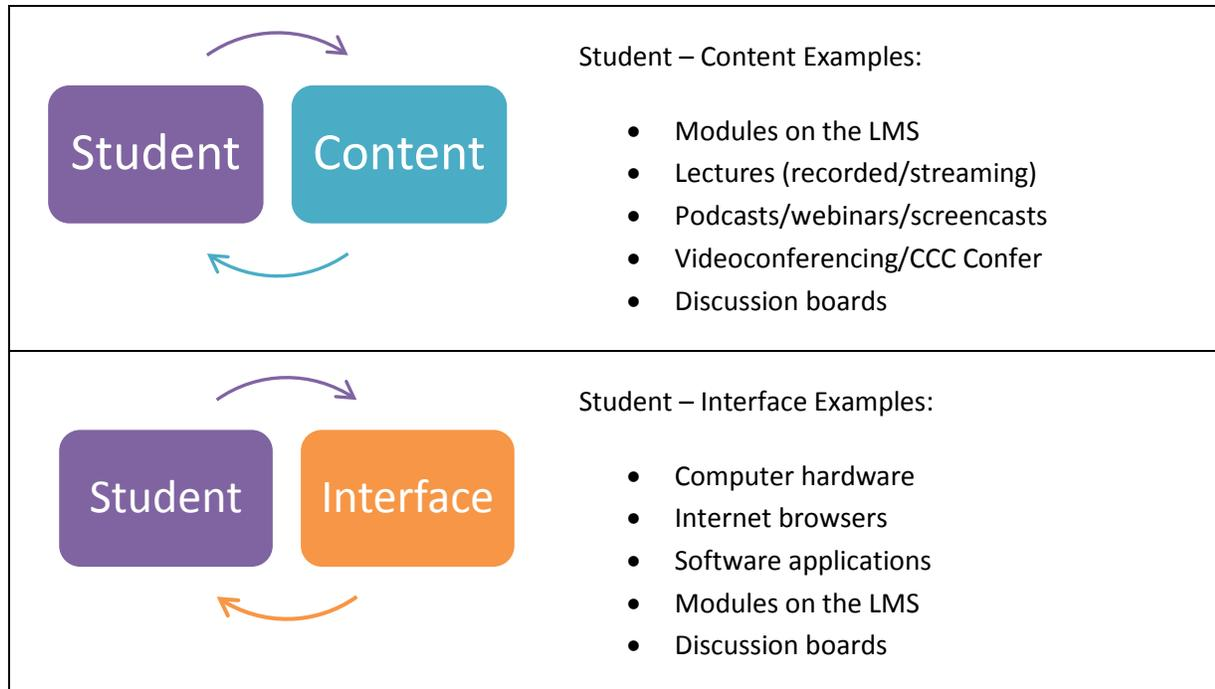 Student
Content
Student – Content Examples:
• Modules on the LMS
• Lectures (recorded/streaming)
• Podcasts/webinars/screencasts
• Videoconferencing/CCC Confer
• Discussion boards
Student
Interface
Student – Interface Examples:
• Computer hardware
• Internet browsers
• Software applications
• Modules on the LMS
• Discussion boards